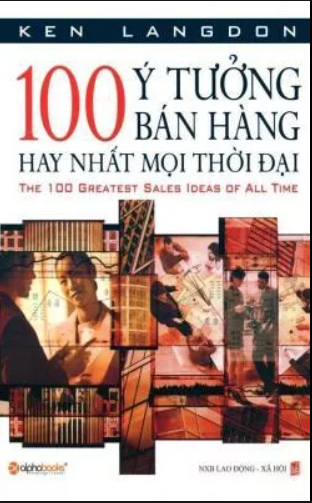 KEN LANGDON
100 Ý TƯỞNG
BÁN HÀNG
HAY NHẤT MỌI THỜI ĐẠI
THE 100 GREATEST SALES IDEAS OF ALL TIME
alphabooks
NXB LAO ĐỘNG - XÃ HỘI